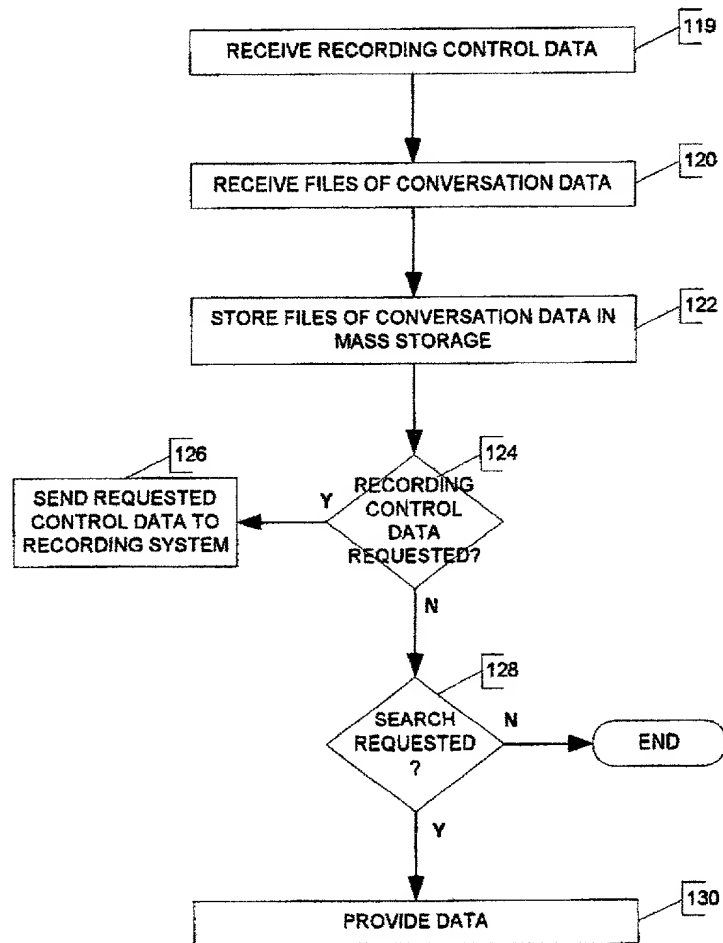 119
RECEIVE RECORDING CONTROL DATA
120
RECEIVE FILES OF CONVERSATION DATA
122
STORE FILES OF CONVERSATION DATA IN
MASS STORAGE
126
124
SEND REQUESTED
CONTROL DATA TO
RECORDING SYSTEM
Y
RECORDING
CONTROL
DATA
REQUESTED?
N
128
SEARCH
REQUESTED
?
N
END
Y
130
PROVIDE DATA